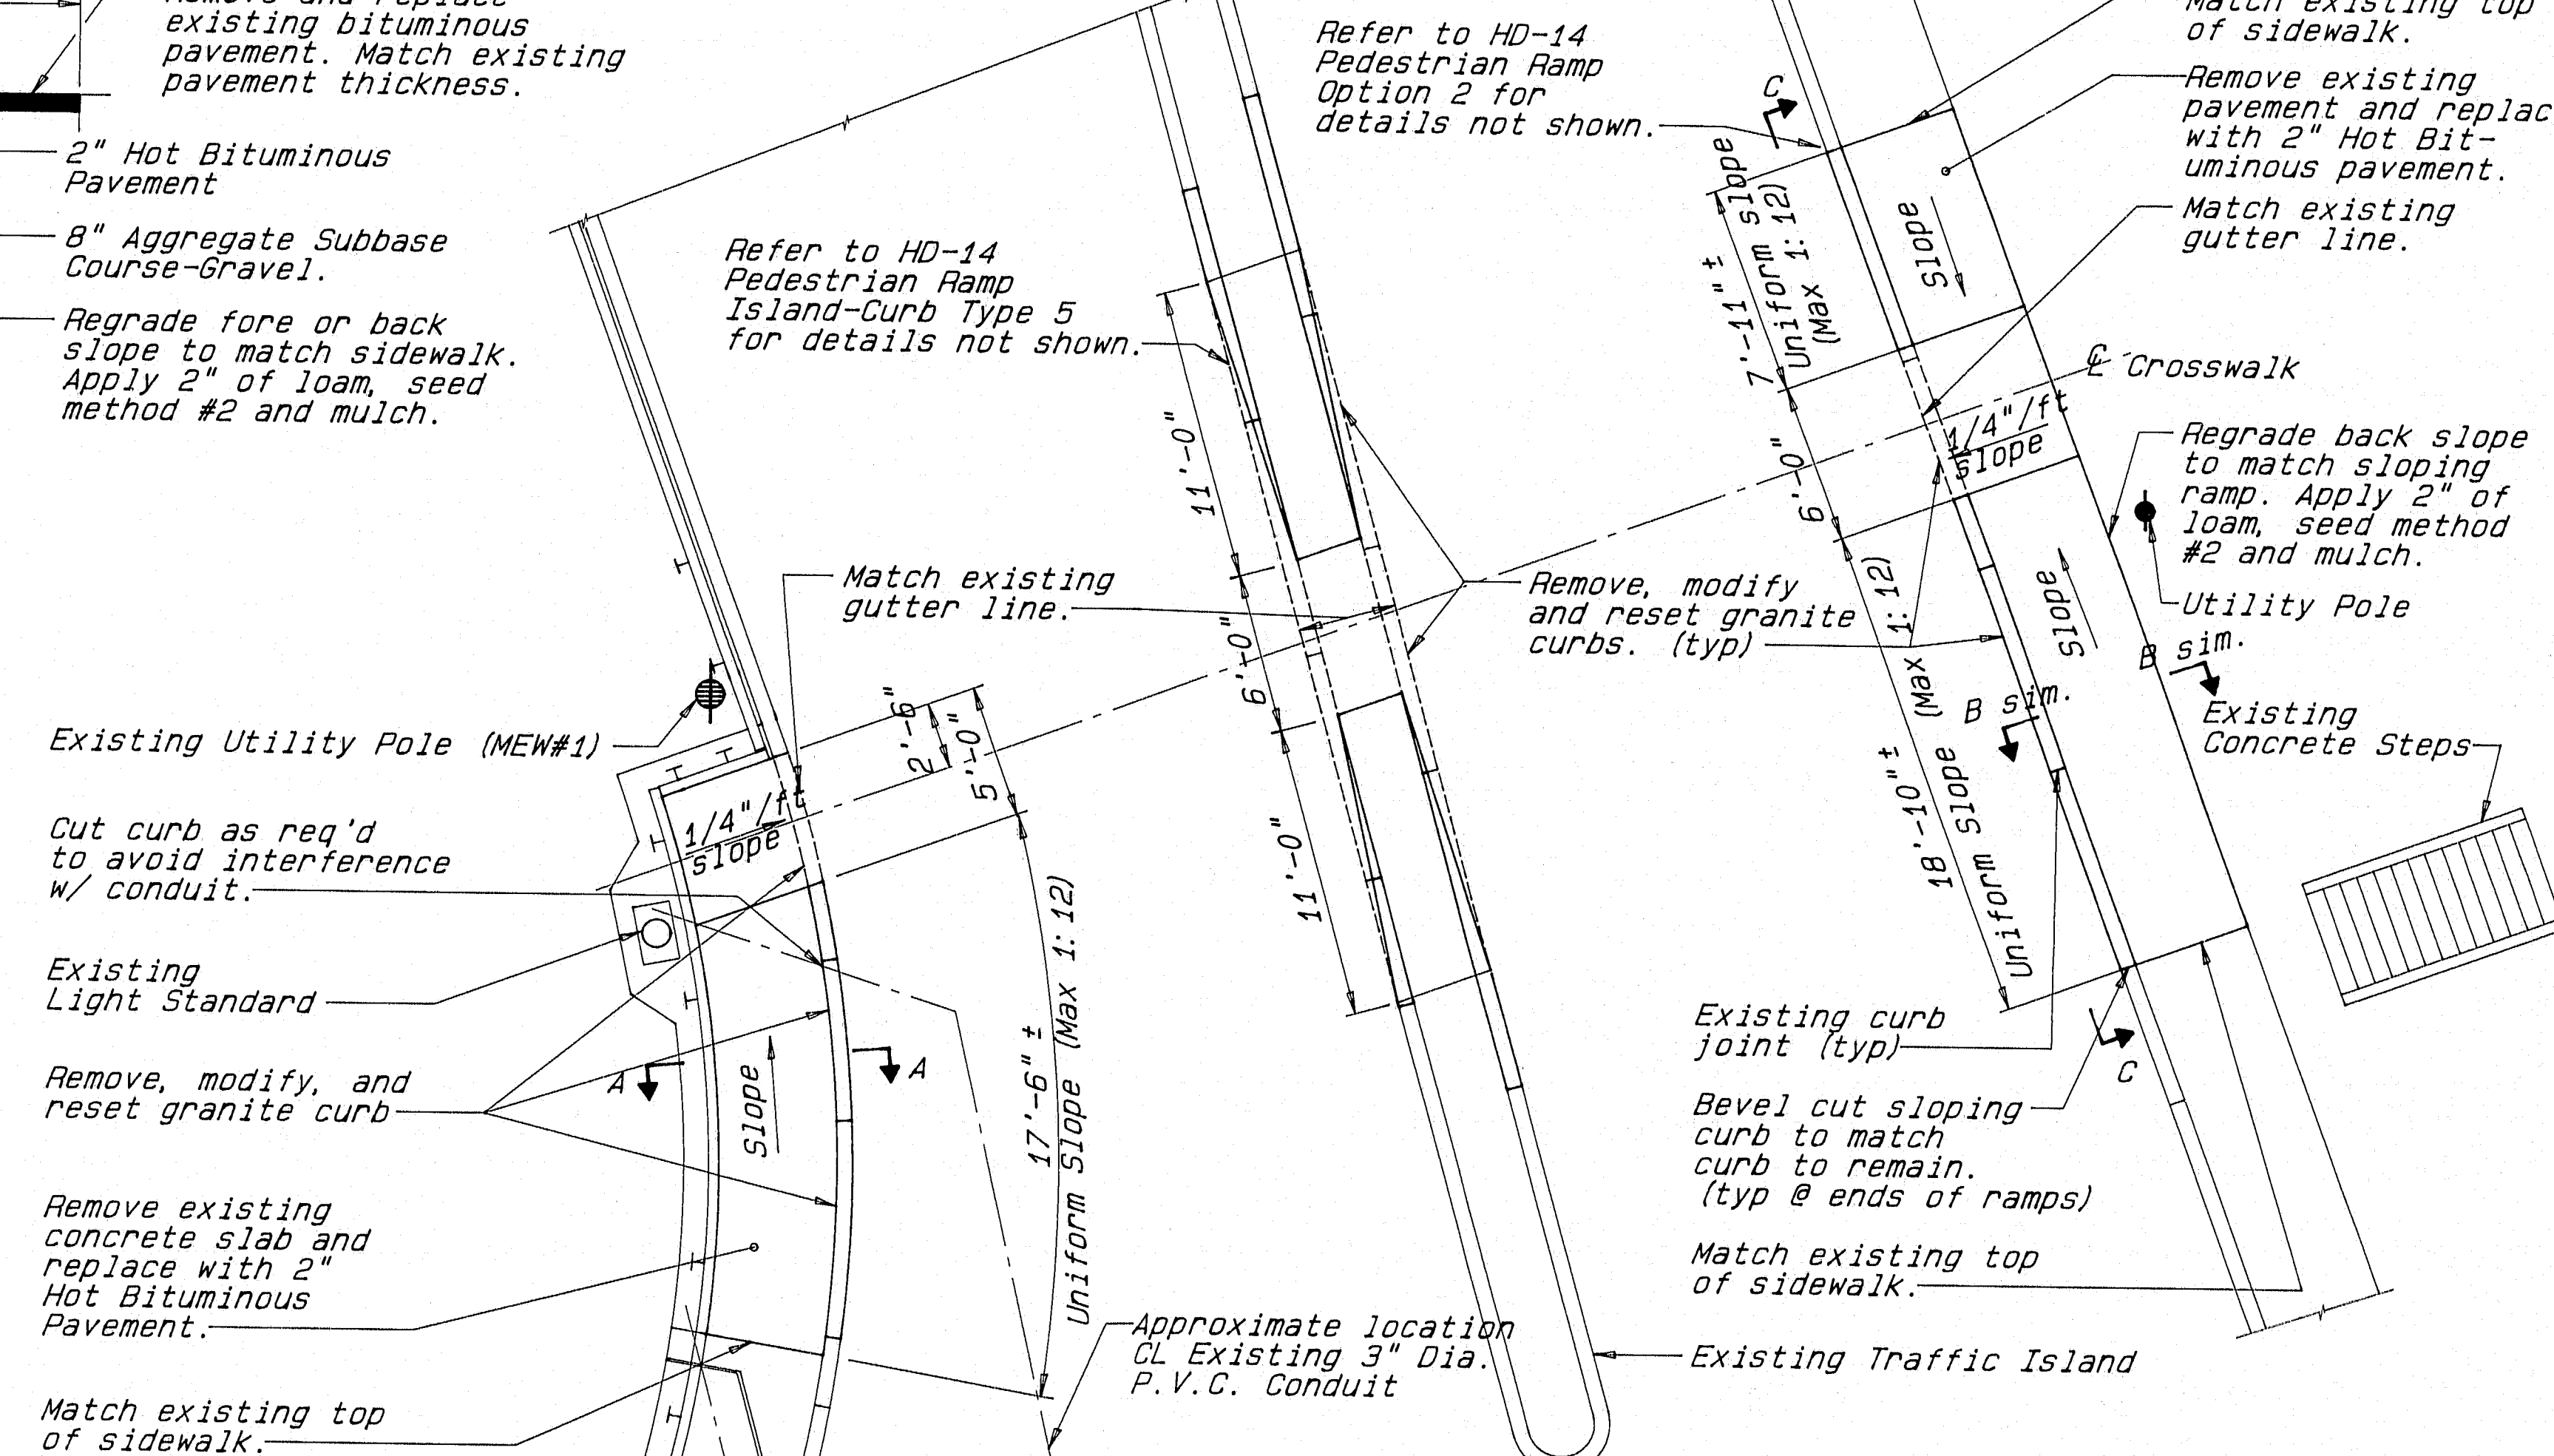 Remove and replace
existing bituminous
pavement. Match existing
pavement thickness.
2" Hot Bituminous
Pavement
8" Aggregate Subbase
Course-Gravel.
Regrade fore or back
slope to match sidewalk.
Apply 2" of loam, seed
method #2 and mulch.
Refer to HD-14
Pedestrian Ramp
Island-Curb Type 5
for details not shown.
Refer to HD-14
Pedestrian Ramp
Option 2 for
details not shown.
C
Match existing top
of sidewalk.
Remove existing
pavement and replac
with 2" Hot Bit-
uminous pavement.
Match existing
gutter line.
7'-11" ±
Uniform slope
(Max 1:12)
Slope
℄ Crosswalk
1/4"/ft
slope
6'-0"
Regrade back slope
to match sloping
ramp. Apply 2" of
loam, seed method
#2 and mulch.
Utility Pole
B sim.
Slope
B sim.
Existing
Concrete Steps
18'-10" ±
Uniform Slope (Max 1:12)
11'-0"
6'-0"
11'-0"
Match existing
gutter line.
Remove, modify
and reset granite
curbs. (typ)
Existing Utility Pole (MEW#1)
2'-6"
5'-0"
1/4"/ft
slope
Cut curb as req'd
to avoid interference
w/ conduit.
Existing
Light Standard
Remove, modify, and
reset granite curb
A
A
Slope
17'-6" ±
Uniform Slope (Max 1:12)
Remove existing
concrete slab and
replace with 2"
Hot Bituminous
Pavement.
Match existing top
of sidewalk.
Approximate location
CL Existing 3" Dia.
P.V.C. Conduit
Existing curb
joint (typ)
C
Bevel cut sloping
curb to match
curb to remain.
(typ @ ends of ramps)
Match existing top
of sidewalk.
Existing Traffic Island